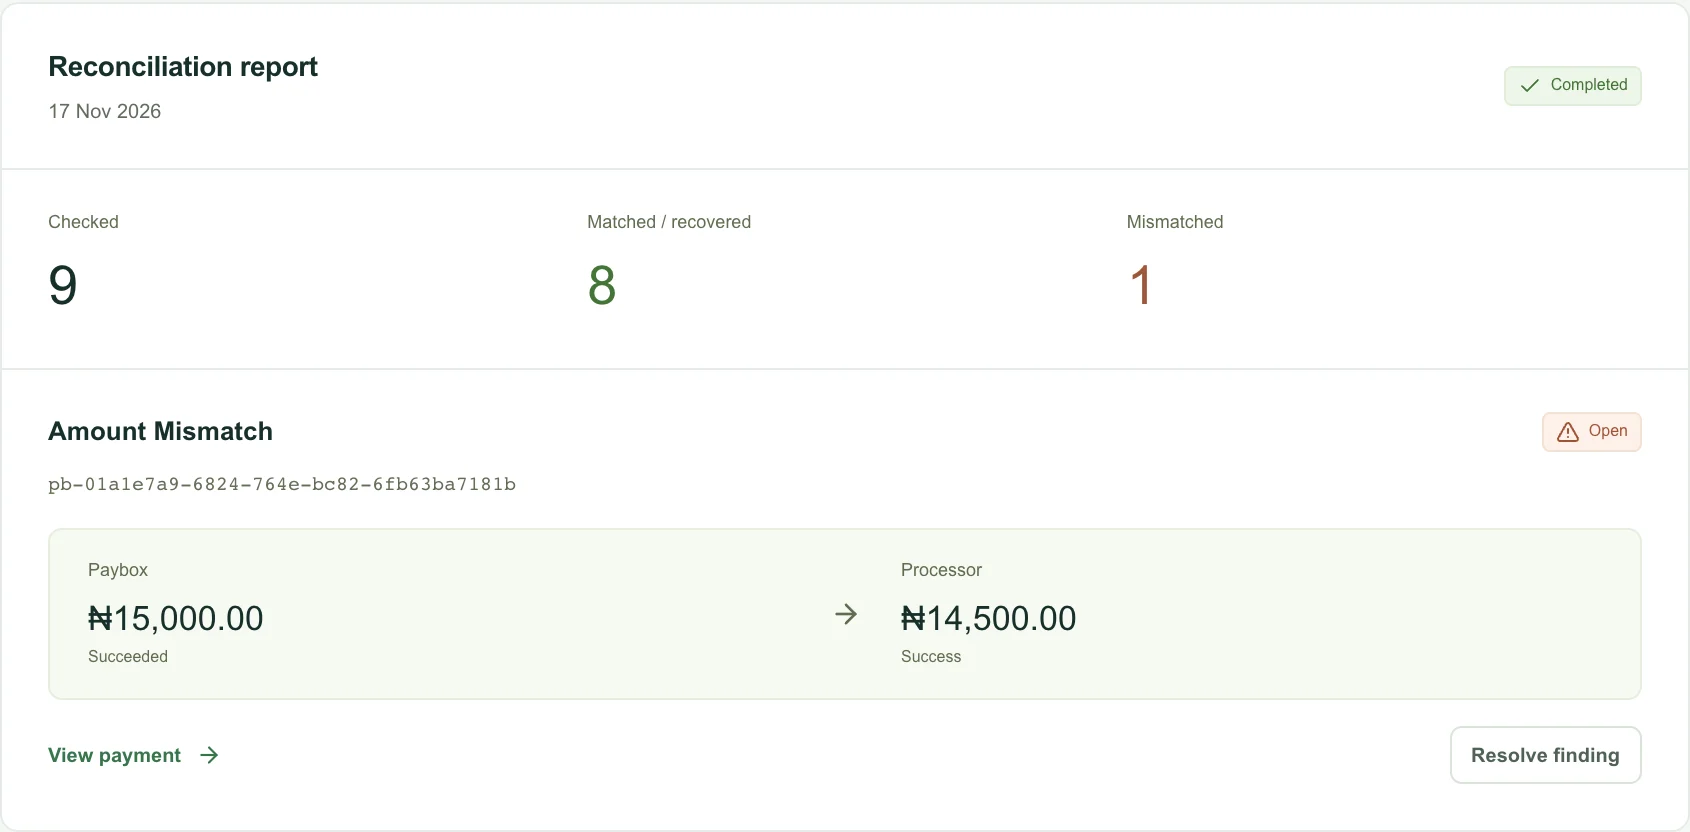 Reconciliation report
17 Nov 2026
Completed
Checked
Matched / recovered
Mismatched
9
8
1
Amount Mismatch
Open
pb-01a1e7a9-6824-764e-bc82-6fb63ba7181b
Paybox
Processor
₦15,000.00
₦14,500.00
Succeeded
Success
View payment
Resolve finding